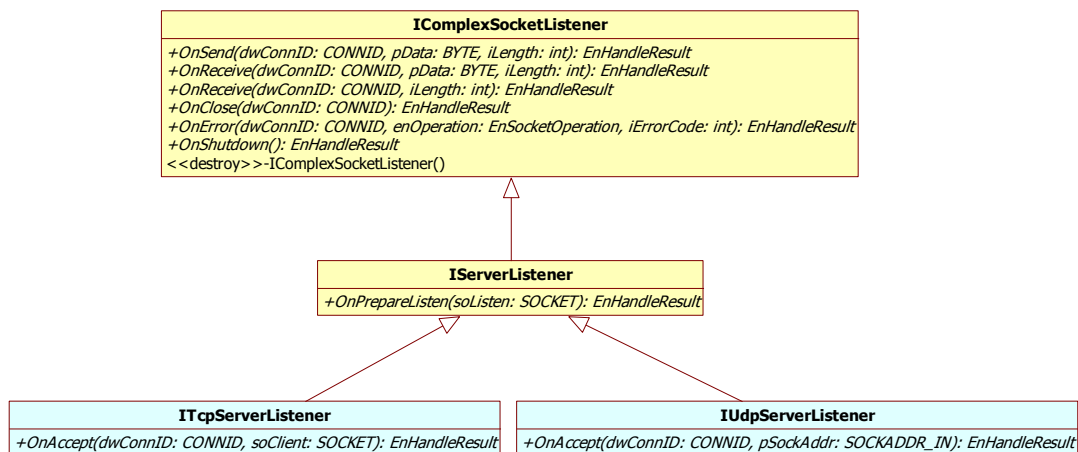 IComplexSocketListener
+OnSend(dwConnID: CONNID, pData: BYTE, iLength: int): EnHandleResult
+OnReceive(dwConnID: CONNID, pData: BYTE, iLength: int): EnHandleResult
+OnReceive(dwConnID: CONNID, iLength: int): EnHandleResult
+OnClose(dwConnID: CONNID): EnHandleResult
+OnError(dwConnID: CONNID, enOperation: EnSocketOperation, iErrorCode: int): EnHandleResult
+OnShutdown(): EnHandleResult
<<destroy>>-IComplexSocketListener()
IServerListener
+OnPrepareListen(soListen: SOCKET): EnHandleResult
ITcpServerListener
+OnAccept(dwConnID: CONNID, soClient: SOCKET): EnHandleResult
IUdpServerListener
+OnAccept(dwConnID: CONNID, pSockAddr: SOCKADDR_IN): EnHandleResult